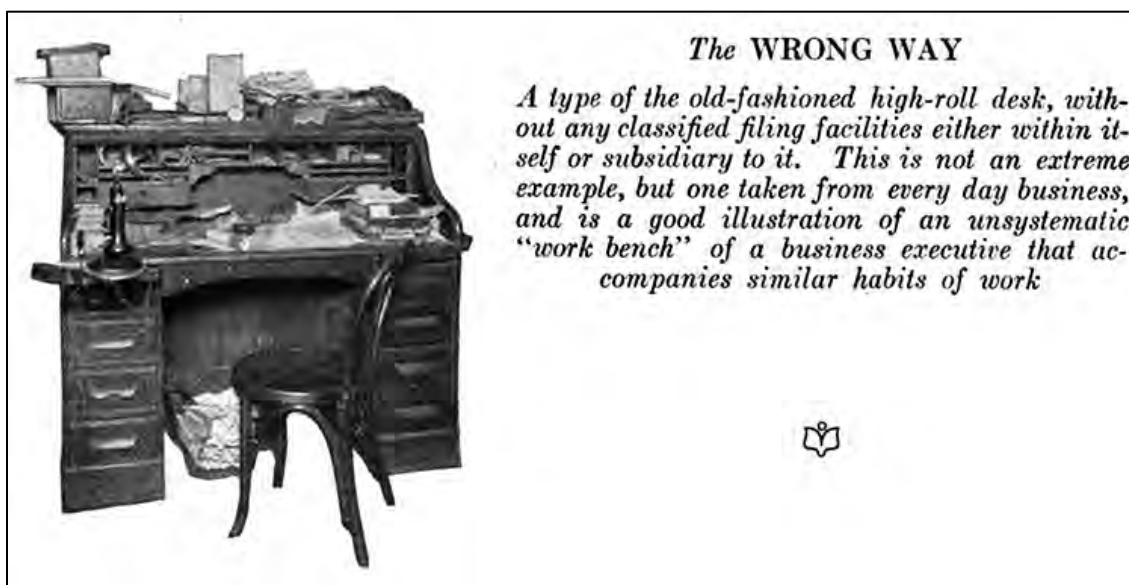 The WRONG WAY
A type of the old-fashioned high-roll desk, with-
out any classified filing facilities either within it-
self or subsidiary to it. This is not an extreme
example, but one taken from every day business,
and is a good illustration of an unsystematic
"work bench" of a business executive that ac-
companies similar habits of work